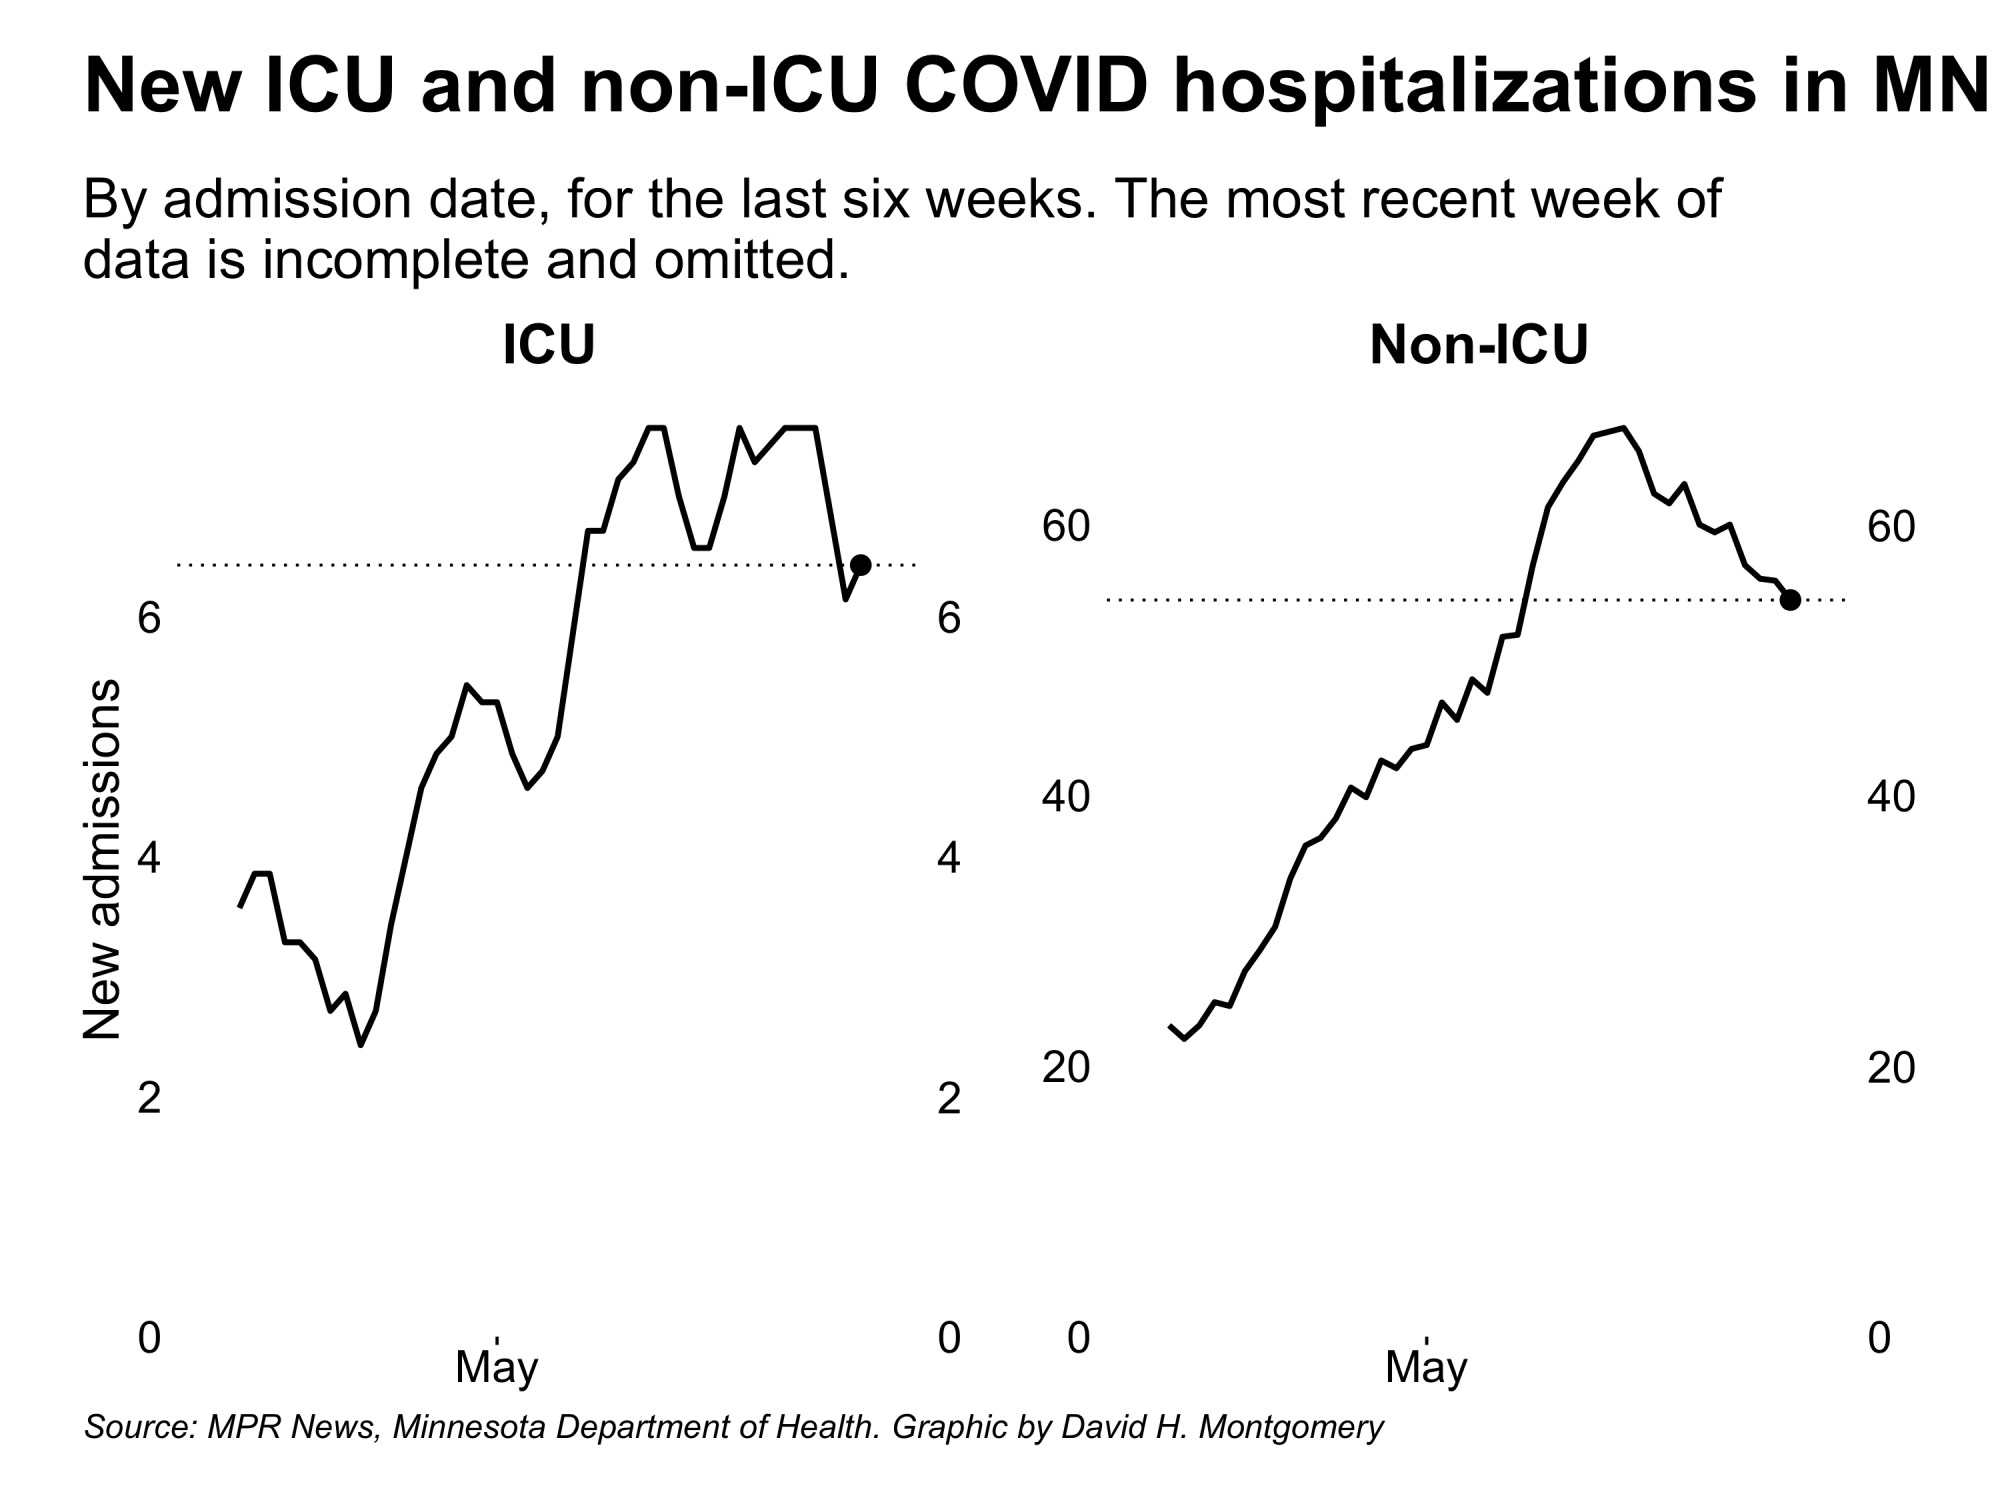 New ICU and non-ICU COVID hospitalizations in MN
By admission date, for the last six weeks. The most recent week of
data is incomplete and omitted.
ICU
Non-ICU
New admissions
6
4
2
0
6
4
2
0
May
60
40
20
0
60
40
20
0
May
Source: MPR News, Minnesota Department of Health. Graphic by David H. Montgomery